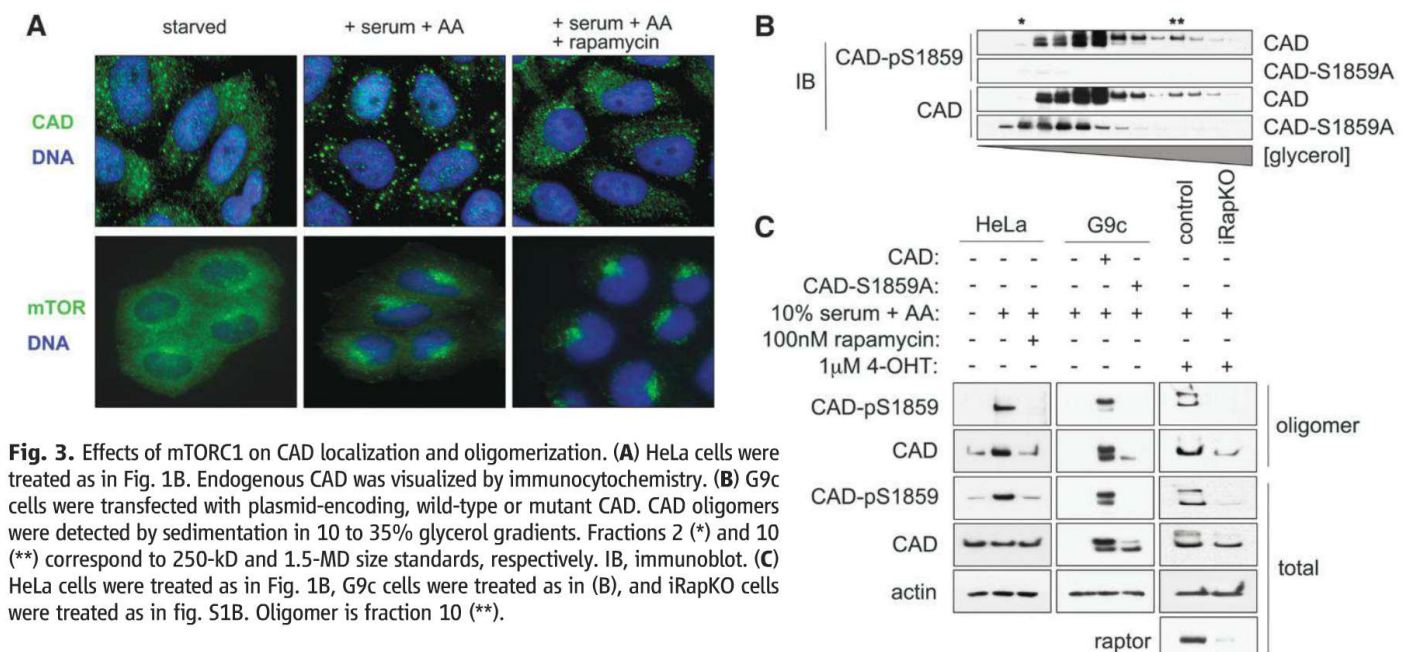 A
starved
+ serum + AA
+ serum + AA
+ rapamycin
CAD
DNA
mTOR
DNA
B
*
**
IB
CAD-pS1859
CAD
CAD
CAD-S1859A
CAD
CAD-S1859A
[glycerol]
C
HeLa
G9c
control
iRapKO
CAD: - - - - + - - -
CAD-S1859A: - - - - - + - -
10% serum + AA: - + + + + + + +
100nM rapamycin: - - + - - - - -
1µM 4-OHT: - - - - - - + +
CAD-pS1859
CAD
oligomer
CAD-pS1859
CAD
actin
raptor
total
Fig. 3. Effects of mTORC1 on CAD localization and oligomerization. (A) HeLa cells were
treated as in Fig. 1B. Endogenous CAD was visualized by immunocytochemistry. (B) G9c
cells were transfected with plasmid-encoding, wild-type or mutant CAD. CAD oligomers
were detected by sedimentation in 10 to 35% glycerol gradients. Fractions 2 (*) and 10
(**) correspond to 250-kD and 1.5-MD size standards, respectively. IB, immunoblot. (C)
HeLa cells were treated as in Fig. 1B, G9c cells were treated as in (B), and iRapKO cells
were treated as in fig. S1B. Oligomer is fraction 10 (**).